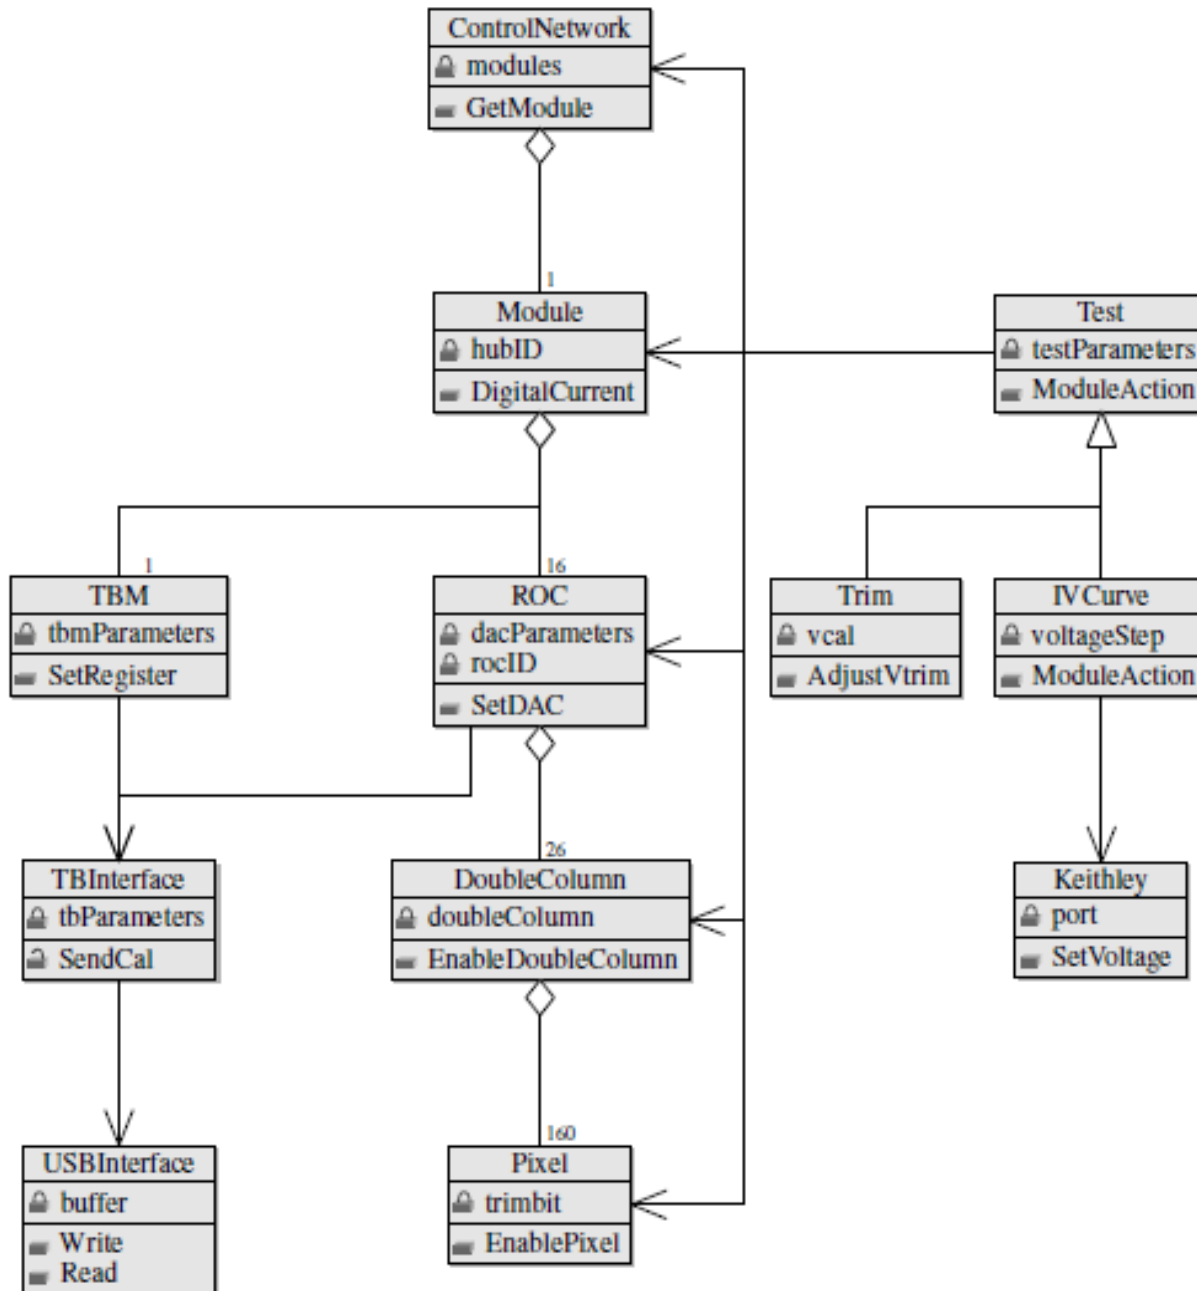 ControlNetwork
modules
GetModule
1
Module
hubID
DigitalCurrent
Test
testParameters
ModuleAction
1
TBM
tbmParameters
SetRegister
16
ROC
dacParameters
rocID
SetDAC
Trim
vcal
AdjustVtrim
IVCurve
voltageStep
ModuleAction
TBInterface
tbParameters
SendCal
26
DoubleColumn
doubleColumn
EnableDoubleColumn
Keithley
port
SetVoltage
USBInterface
buffer
Write
Read
160
Pixel
trimbit
EnablePixel